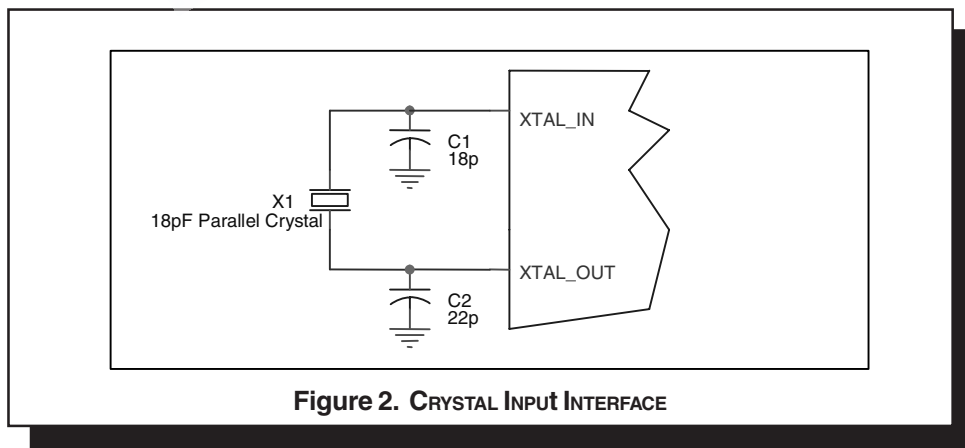 XTAL_IN
C1
18p
X1
18pF Parallel Crystal
XTAL_OUT
C2
22p
Figure 2. CRYSTAL INPUt INTERFACE